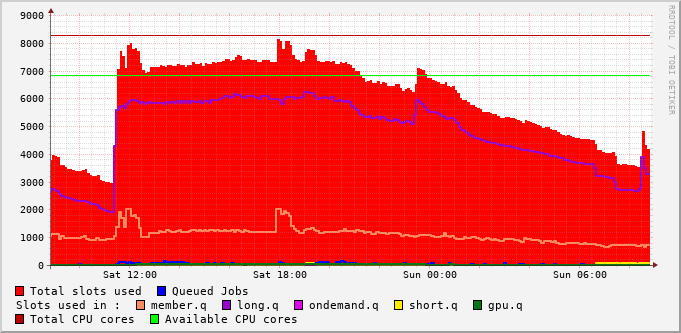 9000
8000
7000
6000
5000
4000
3000
2000
1000
0
Sat 12:00 Sat 18:00 Sun 00:00 Sun 06:00
Total slots used Queued Jobs
Slots used in : member.q long.q ondemand.q short.q gpu.q
Total CPU cores Available CPU cores
RRDTOOL / TOBI OETIKER